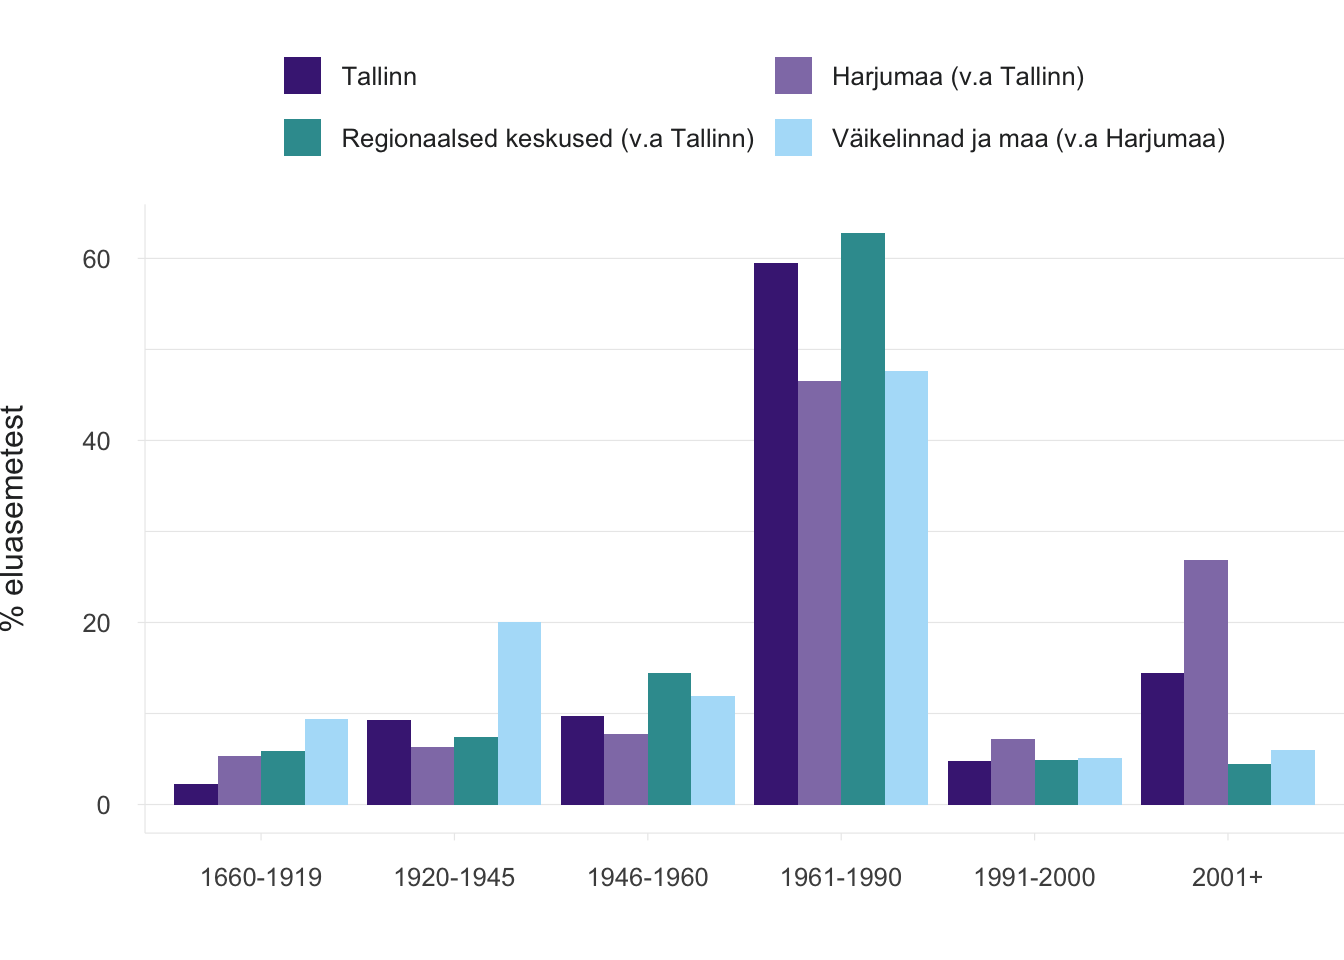 Tallinn
Harjumaa (v.a Tallinn)
Regionaalsed keskused (v.a Tallinn)
Väikelinnad ja maa (v.a Harjumaa)
% eluasemetest
60
40
20
0
1660-1919
1920-1945
1946-1960
1961-1990
1991-2000
2001+